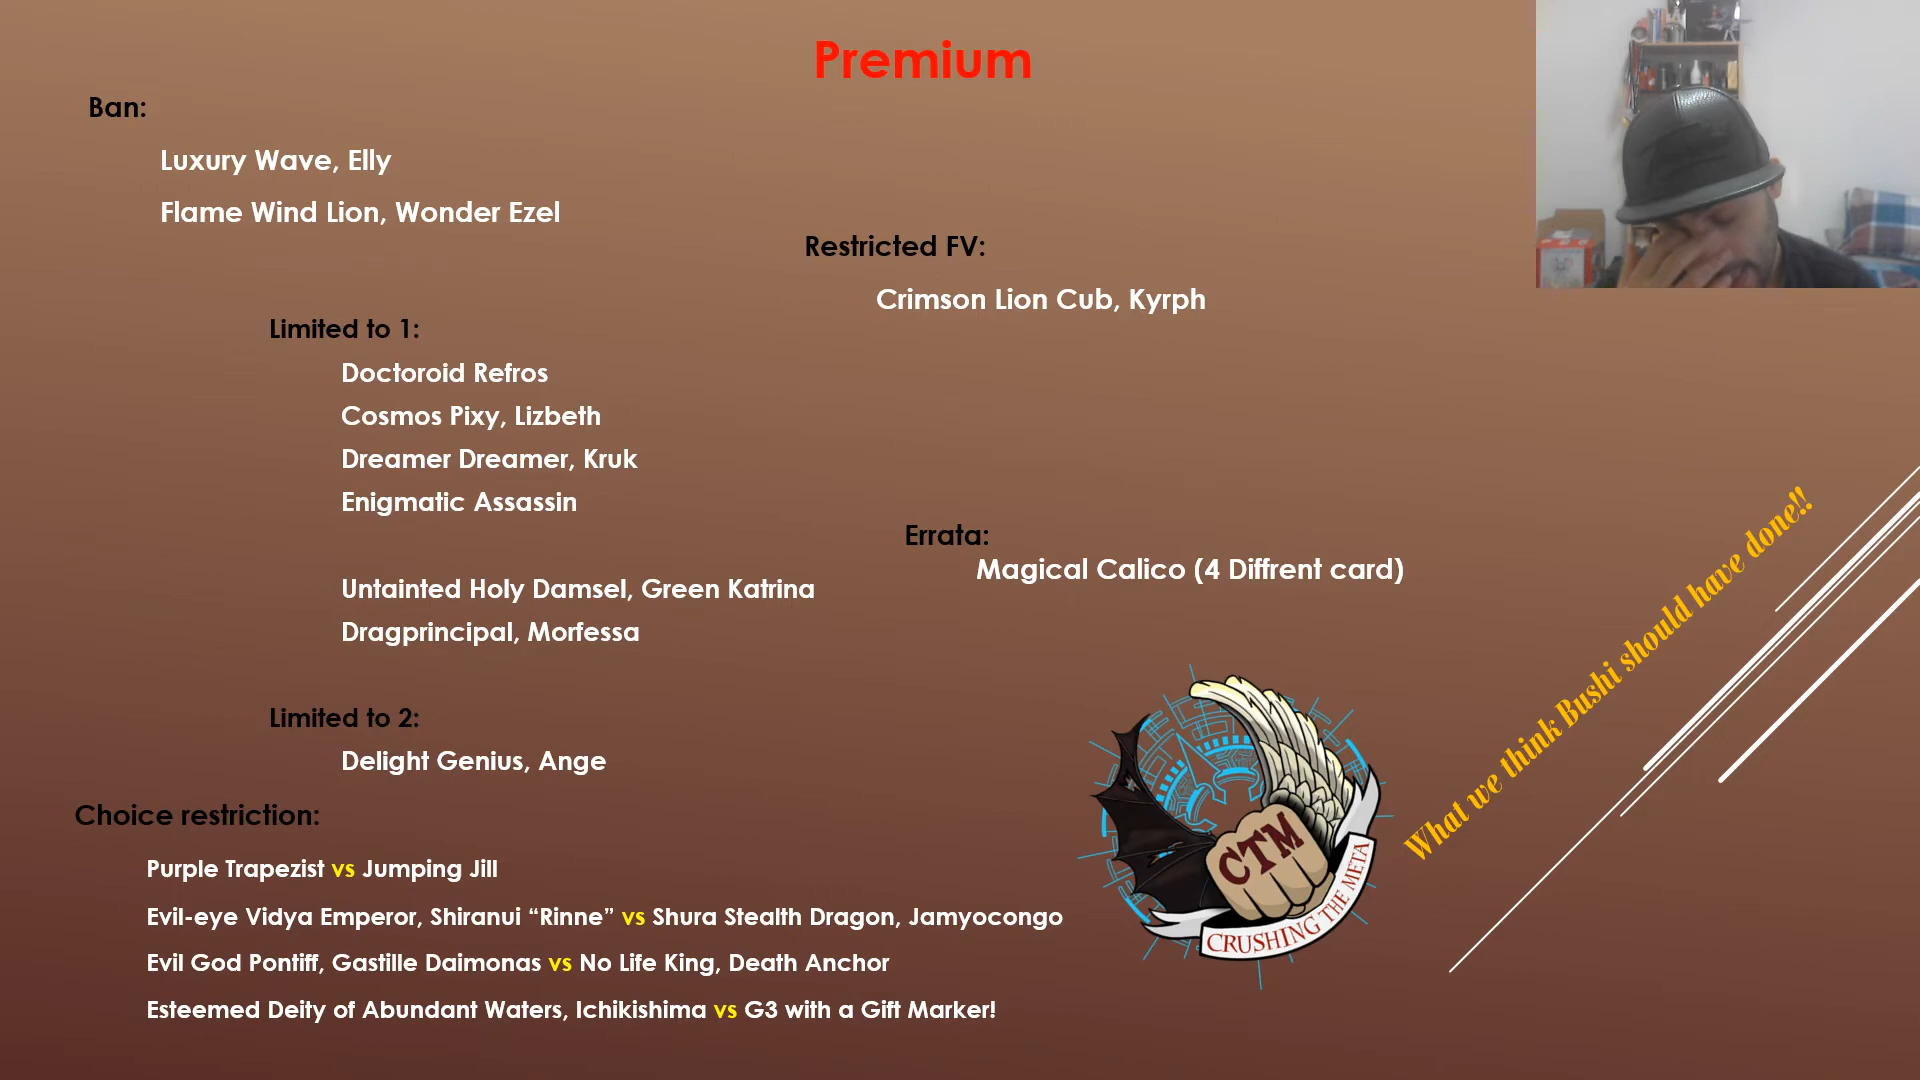 Premium
Ban:
Luxury Wave, Elly
Flame Wind Lion, Wonder Ezel
Restricted FV:
Crimson Lion Cub, Kyrph
Limited to 1:
Doctoroid Refros
Cosmos Pixy, Lizbeth
Dreamer Dreamer, Kruk
Enigmatic Assassin
Untainted Holy Damsel, Green Katrina
Dragprincipal, Morfessa
Errata:
Magical Calico (4 Diffrent card)
Limited to 2:
Delight Genius, Ange
Choice restriction:
Purple Trapezist vs Jumping Jill
Evil-eye Vidya Emperor, Shiranui “Rinne” vs Shura Stealth Dragon, Jamyocongo
Evil God Pontiff, Gastille Daimonas vs No Life King, Death Anchor
Esteemed Deity of Abundant Waters, Ichikishima vs G3 with a Gift Marker!
CTM
CRUSHING THE META
What we think Bushi should have done!!